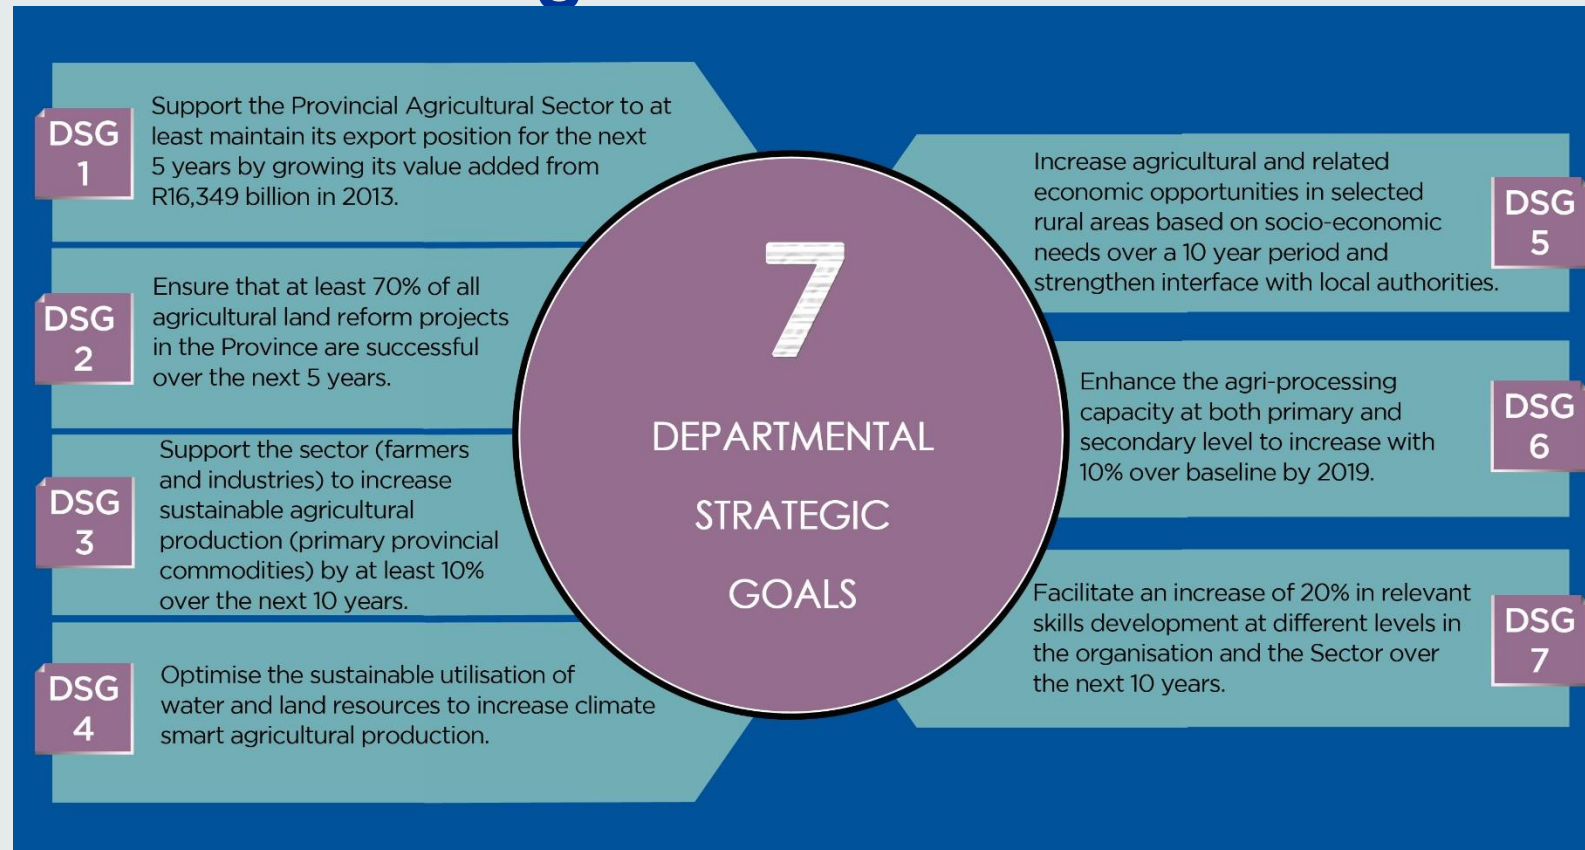 DSG
1
Support the Provincial Agricultural Sector to at
least maintain its export position for the next
5 years by growing its value added from
R16,349 billion in 2013.
DSG
2
Ensure that at least 70% of all
agricultural land reform projects
in the Province are successful
over the next 5 years.
DSG
3
Support the sector (farmers
and industries) to increase
sustainable agricultural
production (primary provincial
commodities) by at least 10%
over the next 10 years.
DSG
4
Optimise the sustainable utilisation of
water and land resources to increase climate
smart agricultural production.
7
DEPARTMENTAL
STRATEGIC
GOALS
Increase agricultural and related
economic opportunities in selected
rural areas based on socio-economic
needs over a 10 year period and
strengthen interface with local authorities.
DSG
5
Enhance the agri-processing
capacity at both primary and
secondary level to increase with
10% over baseline by 2019.
DSG
6
Facilitate an increase of 20% in relevant
skills development at different levels in
the organisation and the Sector over
the next 10 years.
DSG
7